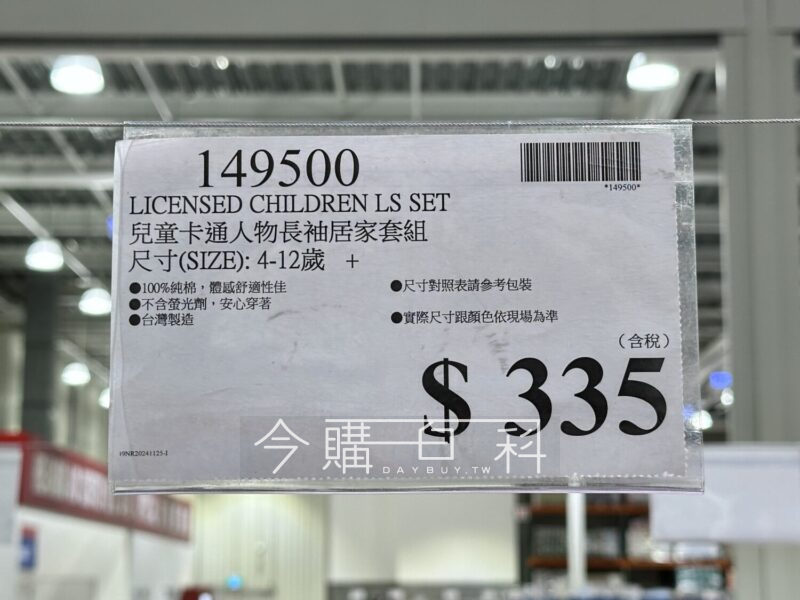 149500
*149500*
LICENSED CHILDREN LS SET
兒童卡通人物長袖居家套組
尺寸(SIZE): 4-12歲 +
●100%純棉，體感舒適性佳
●不含螢光劑，安心穿著
●台灣製造
●尺寸對照表請參考包裝
●實際尺寸跟顏色依現場為準
（含稅）
$ 335
今購百科
DAYBUY.TW
19NR20241125-1